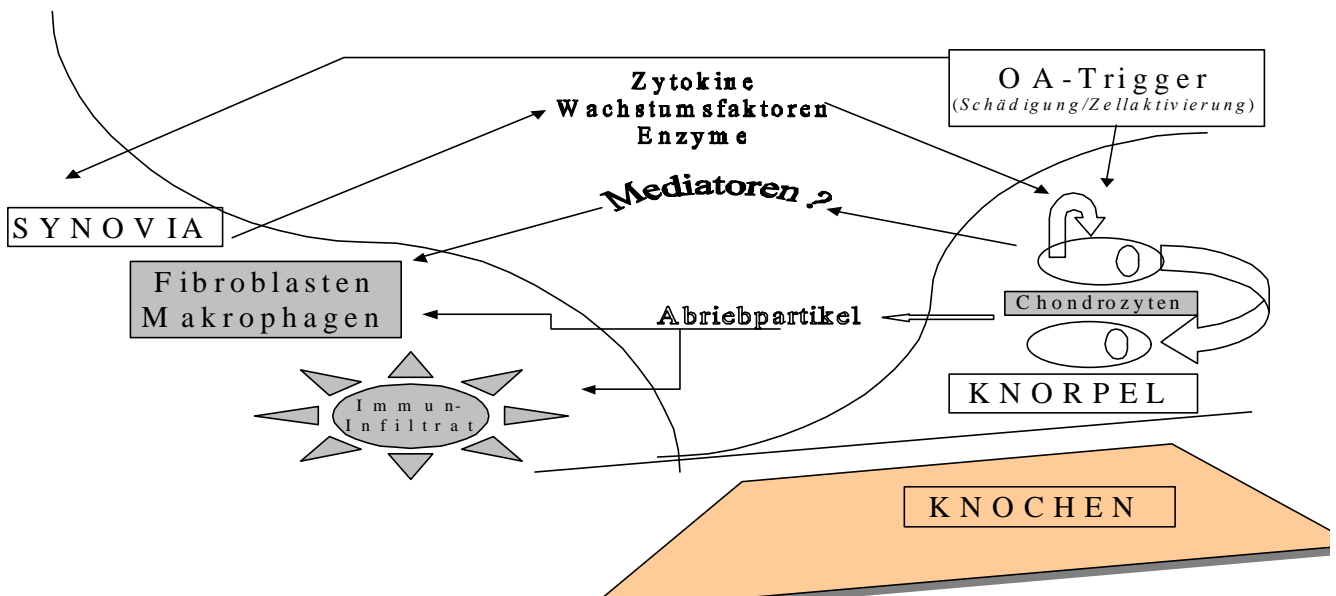 OA-Trigger
(Schädigung/Zellaktivierung)
Zytokine
Wachstumsfaktoren
Enzyme
Mediatoren ?
SYNOVIA
Fibroblasten
Makrophagen
Abriebpartikel
Chondrozyten
KNORPEL
Immun-
Infiltrat
KNOCHEN